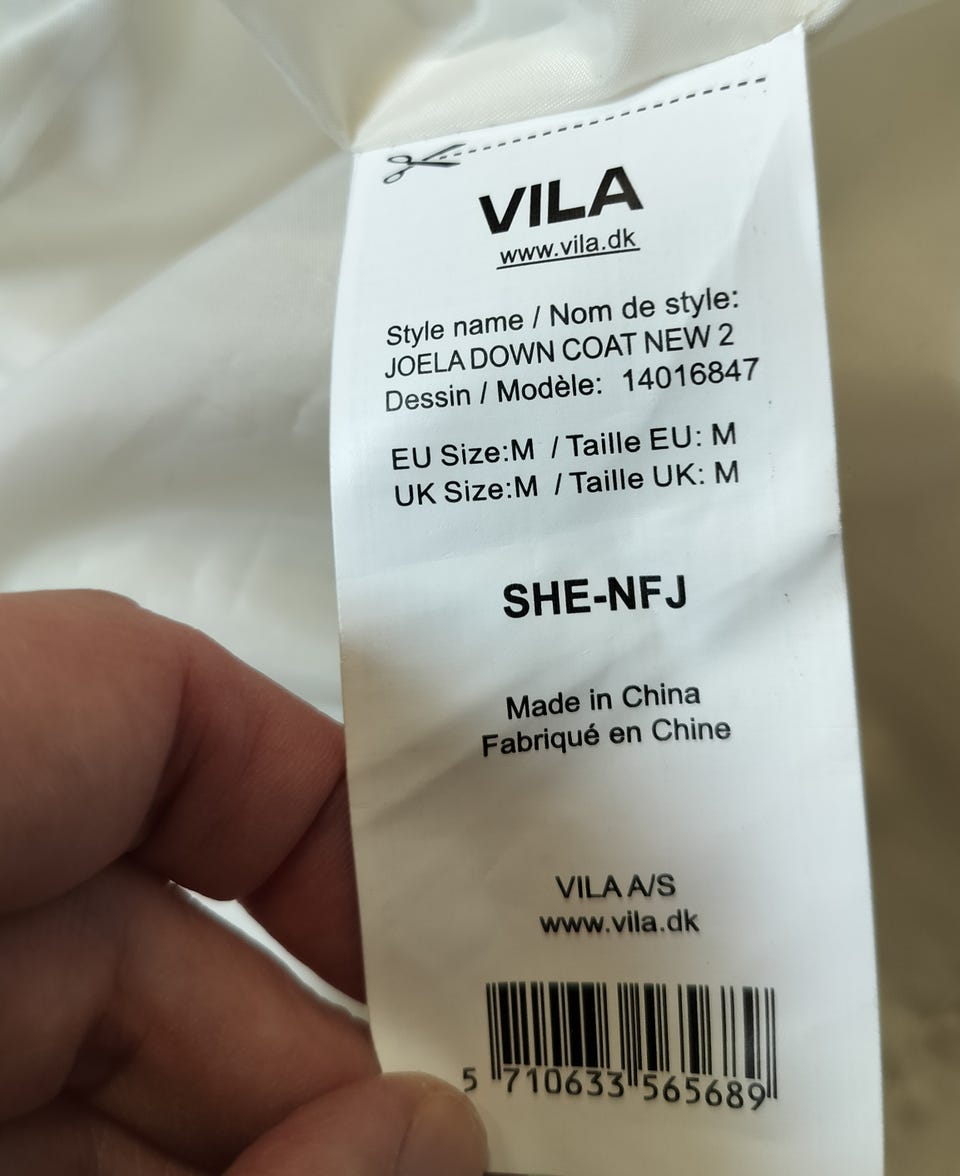 VILA
www.vila.dk
Style name / Nom de style:
JOELA DOWN COAT NEW 2
Dessin / Modèle: 14016847
EU Size:M / Taille EU: M
UK Size:M / Taille UK: M
SHE-NFJ
Made in China
Fabriqué en Chine
VILA A/S
www.vila.dk
5 710633 565689